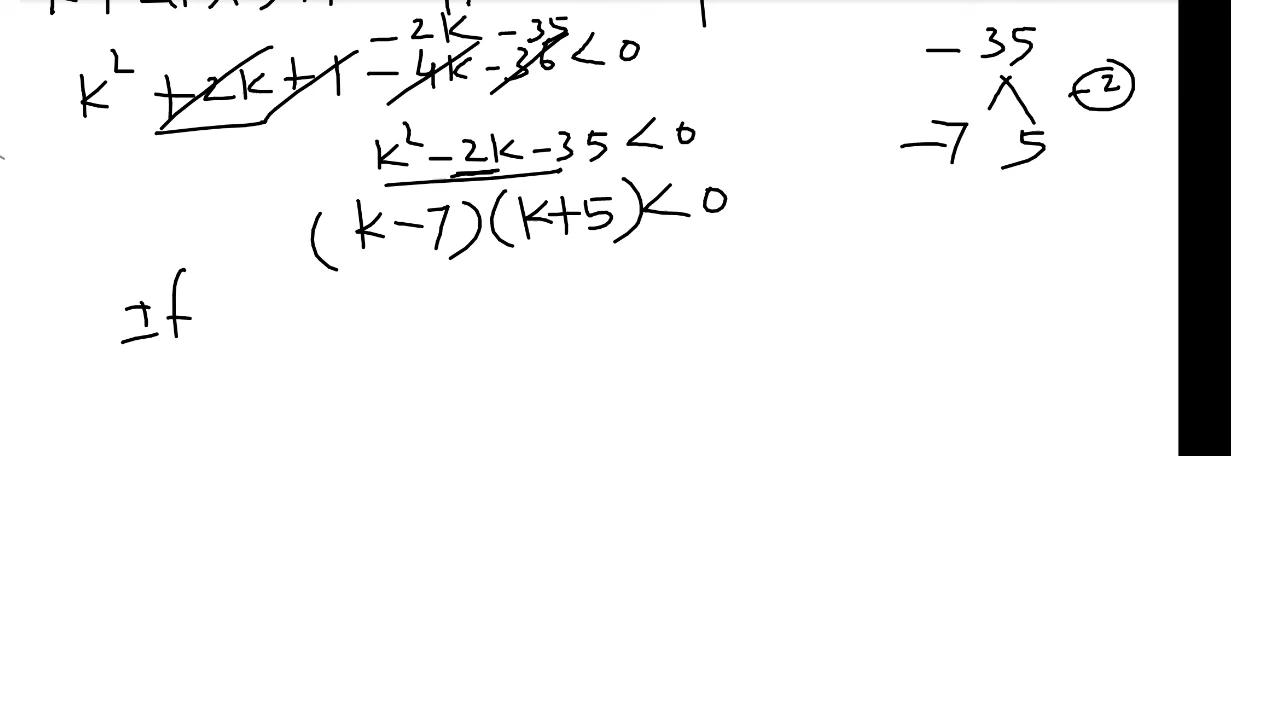 - 2k - 35
k² + 2k + 1 - 4k - 36 < 0
k² - 2k - 35 < 0
(k - 7)(k + 5) < 0
- 35
- 2
- 7 5
If